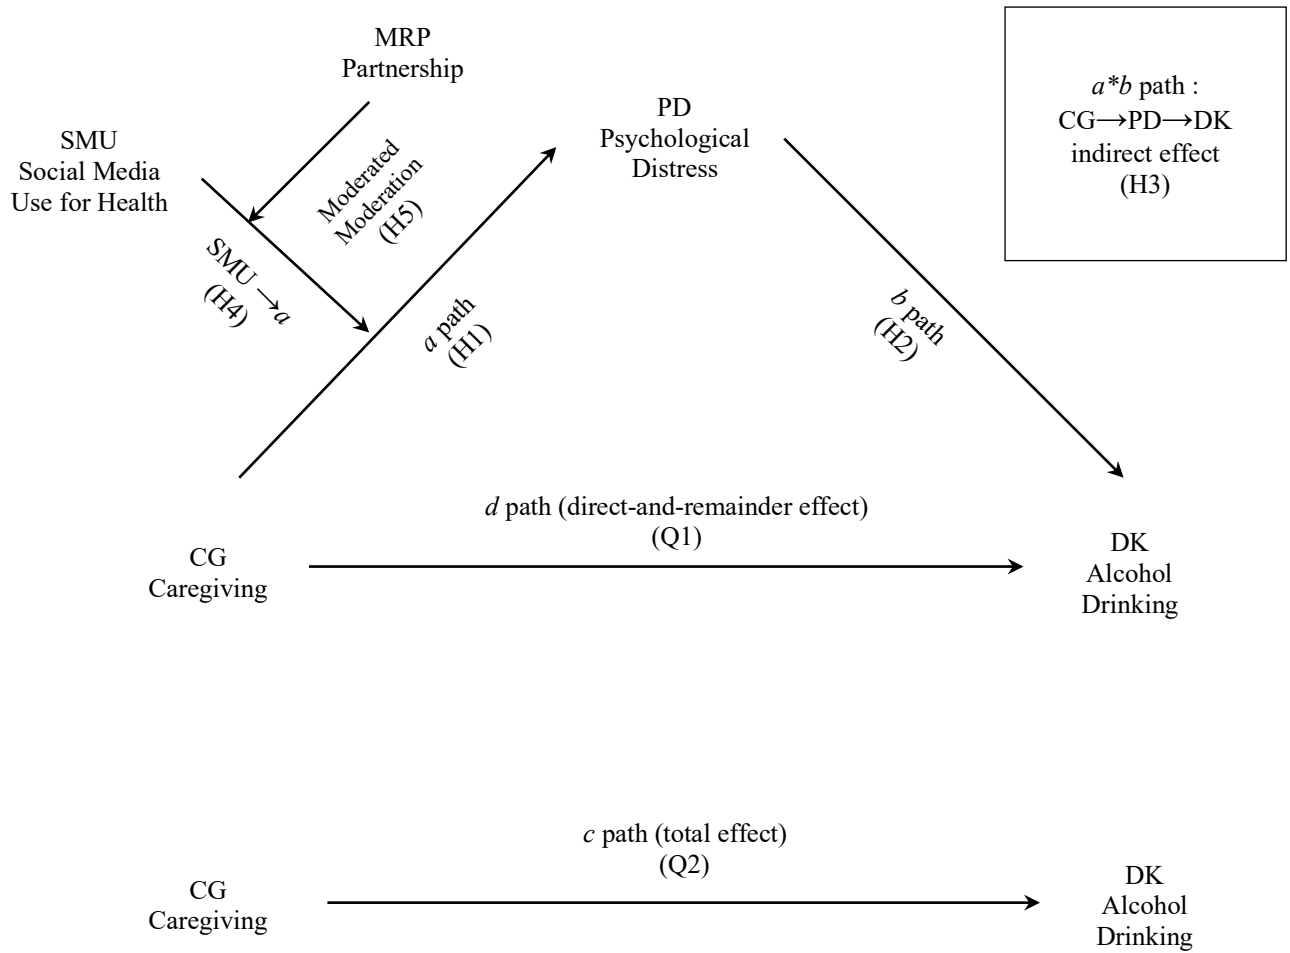 MRP
Partnership
SMU
Social Media
Use for Health
PD
Psychological
Distress
a*b path :
CG→PD→DK
indirect effect
(H3)
Moderated
Moderation
(H5)
SMU →a
(H4)
a path
(H1)
b path
(H2)
d path (direct-and-remainder effect)
(Q1)
CG
Caregiving
DK
Alcohol
Drinking
c path (total effect)
(Q2)
CG
Caregiving
DK
Alcohol
Drinking